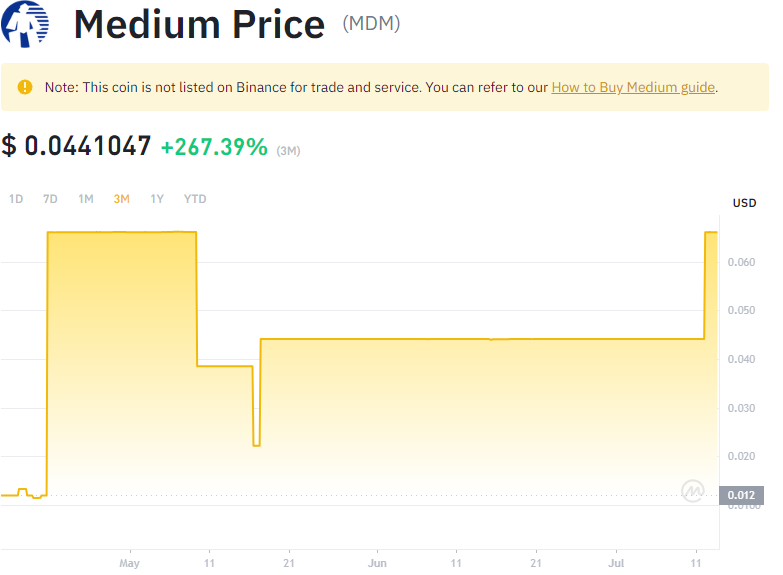 Medium Price (MDM)
Note: This coin is not listed on Binance for trade and service. You can refer to our How to Buy Medium guide.
$ 0.0441047 +267.39% (3M)
1D 7D 1M 3M 1Y YTD
USD
0.060
0.050
0.040
0.030
0.020
0.012
0.0100
May 11 21 Jun 11 21 Jul 11